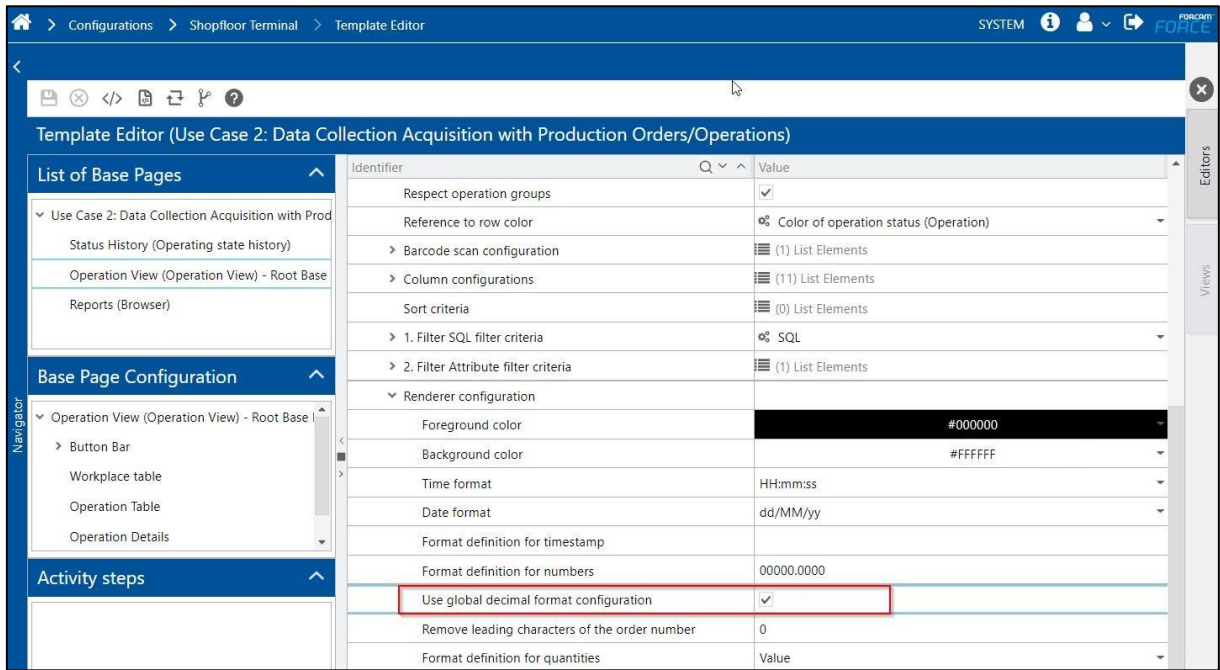 > Configurations > Shopfloor Terminal > Template Editor
SYSTEM
FORCAM
FORCE
Template Editor (Use Case 2: Data Collection Acquisition with Production Orders/Operations)
List of Base Pages
Use Case 2: Data Collection Acquisition with Prod
Status History (Operating state history)
Operation View (Operation View) - Root Base
Reports (Browser)
Base Page Configuration
Operation View (Operation View) - Root Base
Button Bar
Workplace table
Operation Table
Operation Details
Activity steps
Navigator
Identifier Value
Respect operation groups
Reference to row color Color of operation status (Operation)
Barcode scan configuration (1) List Elements
Column configurations (11) List Elements
Sort criteria (0) List Elements
1. Filter SQL filter criteria SQL
2. Filter Attribute filter criteria (1) List Elements
Renderer configuration
Foreground color #000000
Background color #FFFFFF
Time format HH:mm:ss
Date format dd/MM/yy
Format definition for timestamp
Format definition for numbers 00000.0000
Use global decimal format configuration
Remove leading characters of the order number 0
Format definition for quantities Value
Editors
Views